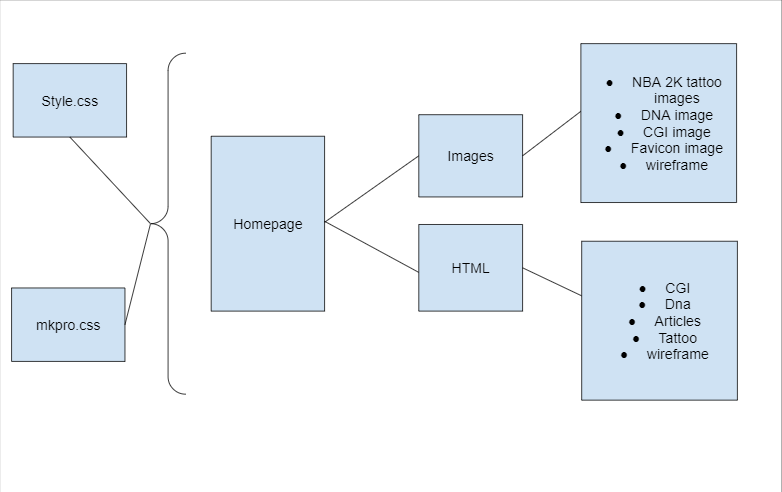 Style.css
mkpro.css
Homepage
Images
HTML
● NBA 2K tattoo
images
● DNA image
● CGI image
● Favicon image
● wireframe
● CGI
● Dna
● Articles
● Tattoo
● wireframe